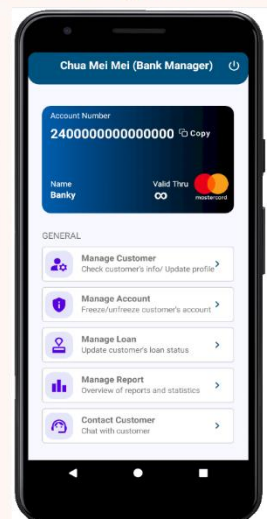 Chua Mei Mei (Bank Manager)
Account Number
2400000000000000 Copy
Name
Valid Thru
Banky
∞
mastercard
GENERAL
Manage Customer
Check customer's info/ Update profile
Manage Account
Freeze/unfreeze customer's account
Manage Loan
Update customer's loan status
Manage Report
Overview of reports and statistics
Contact Customer
Chat with customer